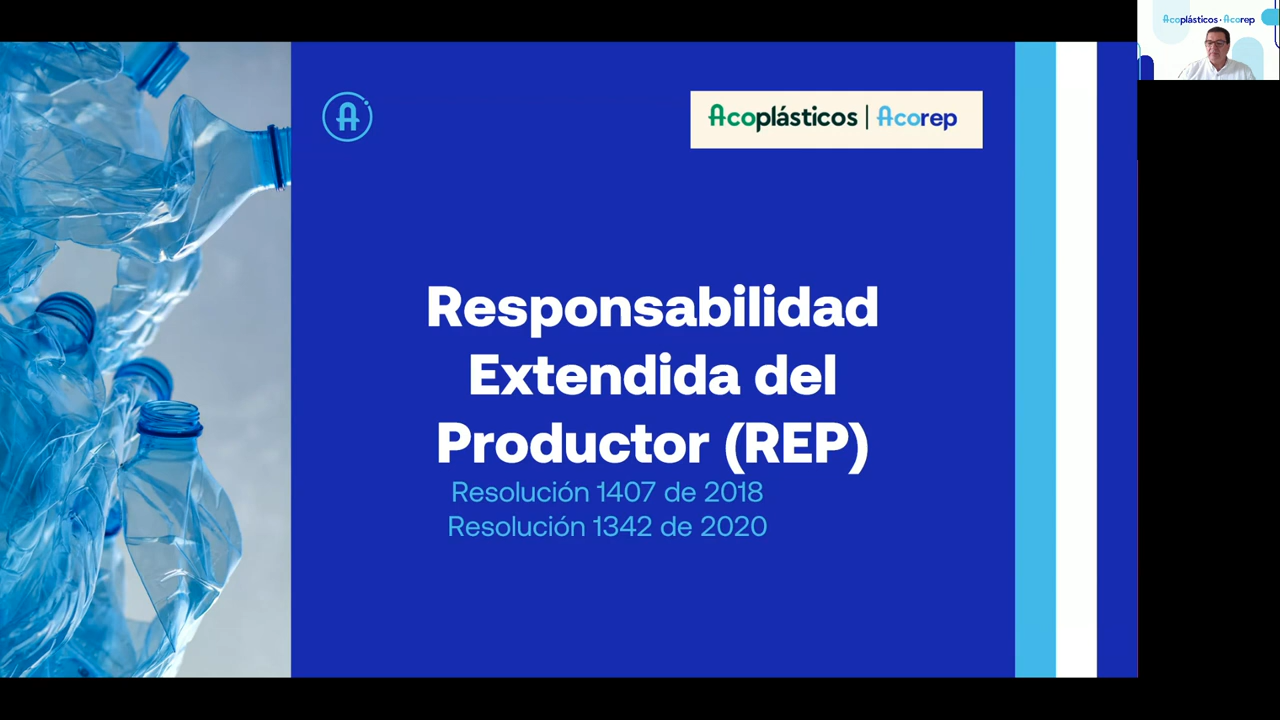 Acoplásticos | Acorep
Acoplásticos · Acorep
Responsabilidad
Extendida del
Productor (REP)
Resolución 1407 de 2018
Resolución 1342 de 2020